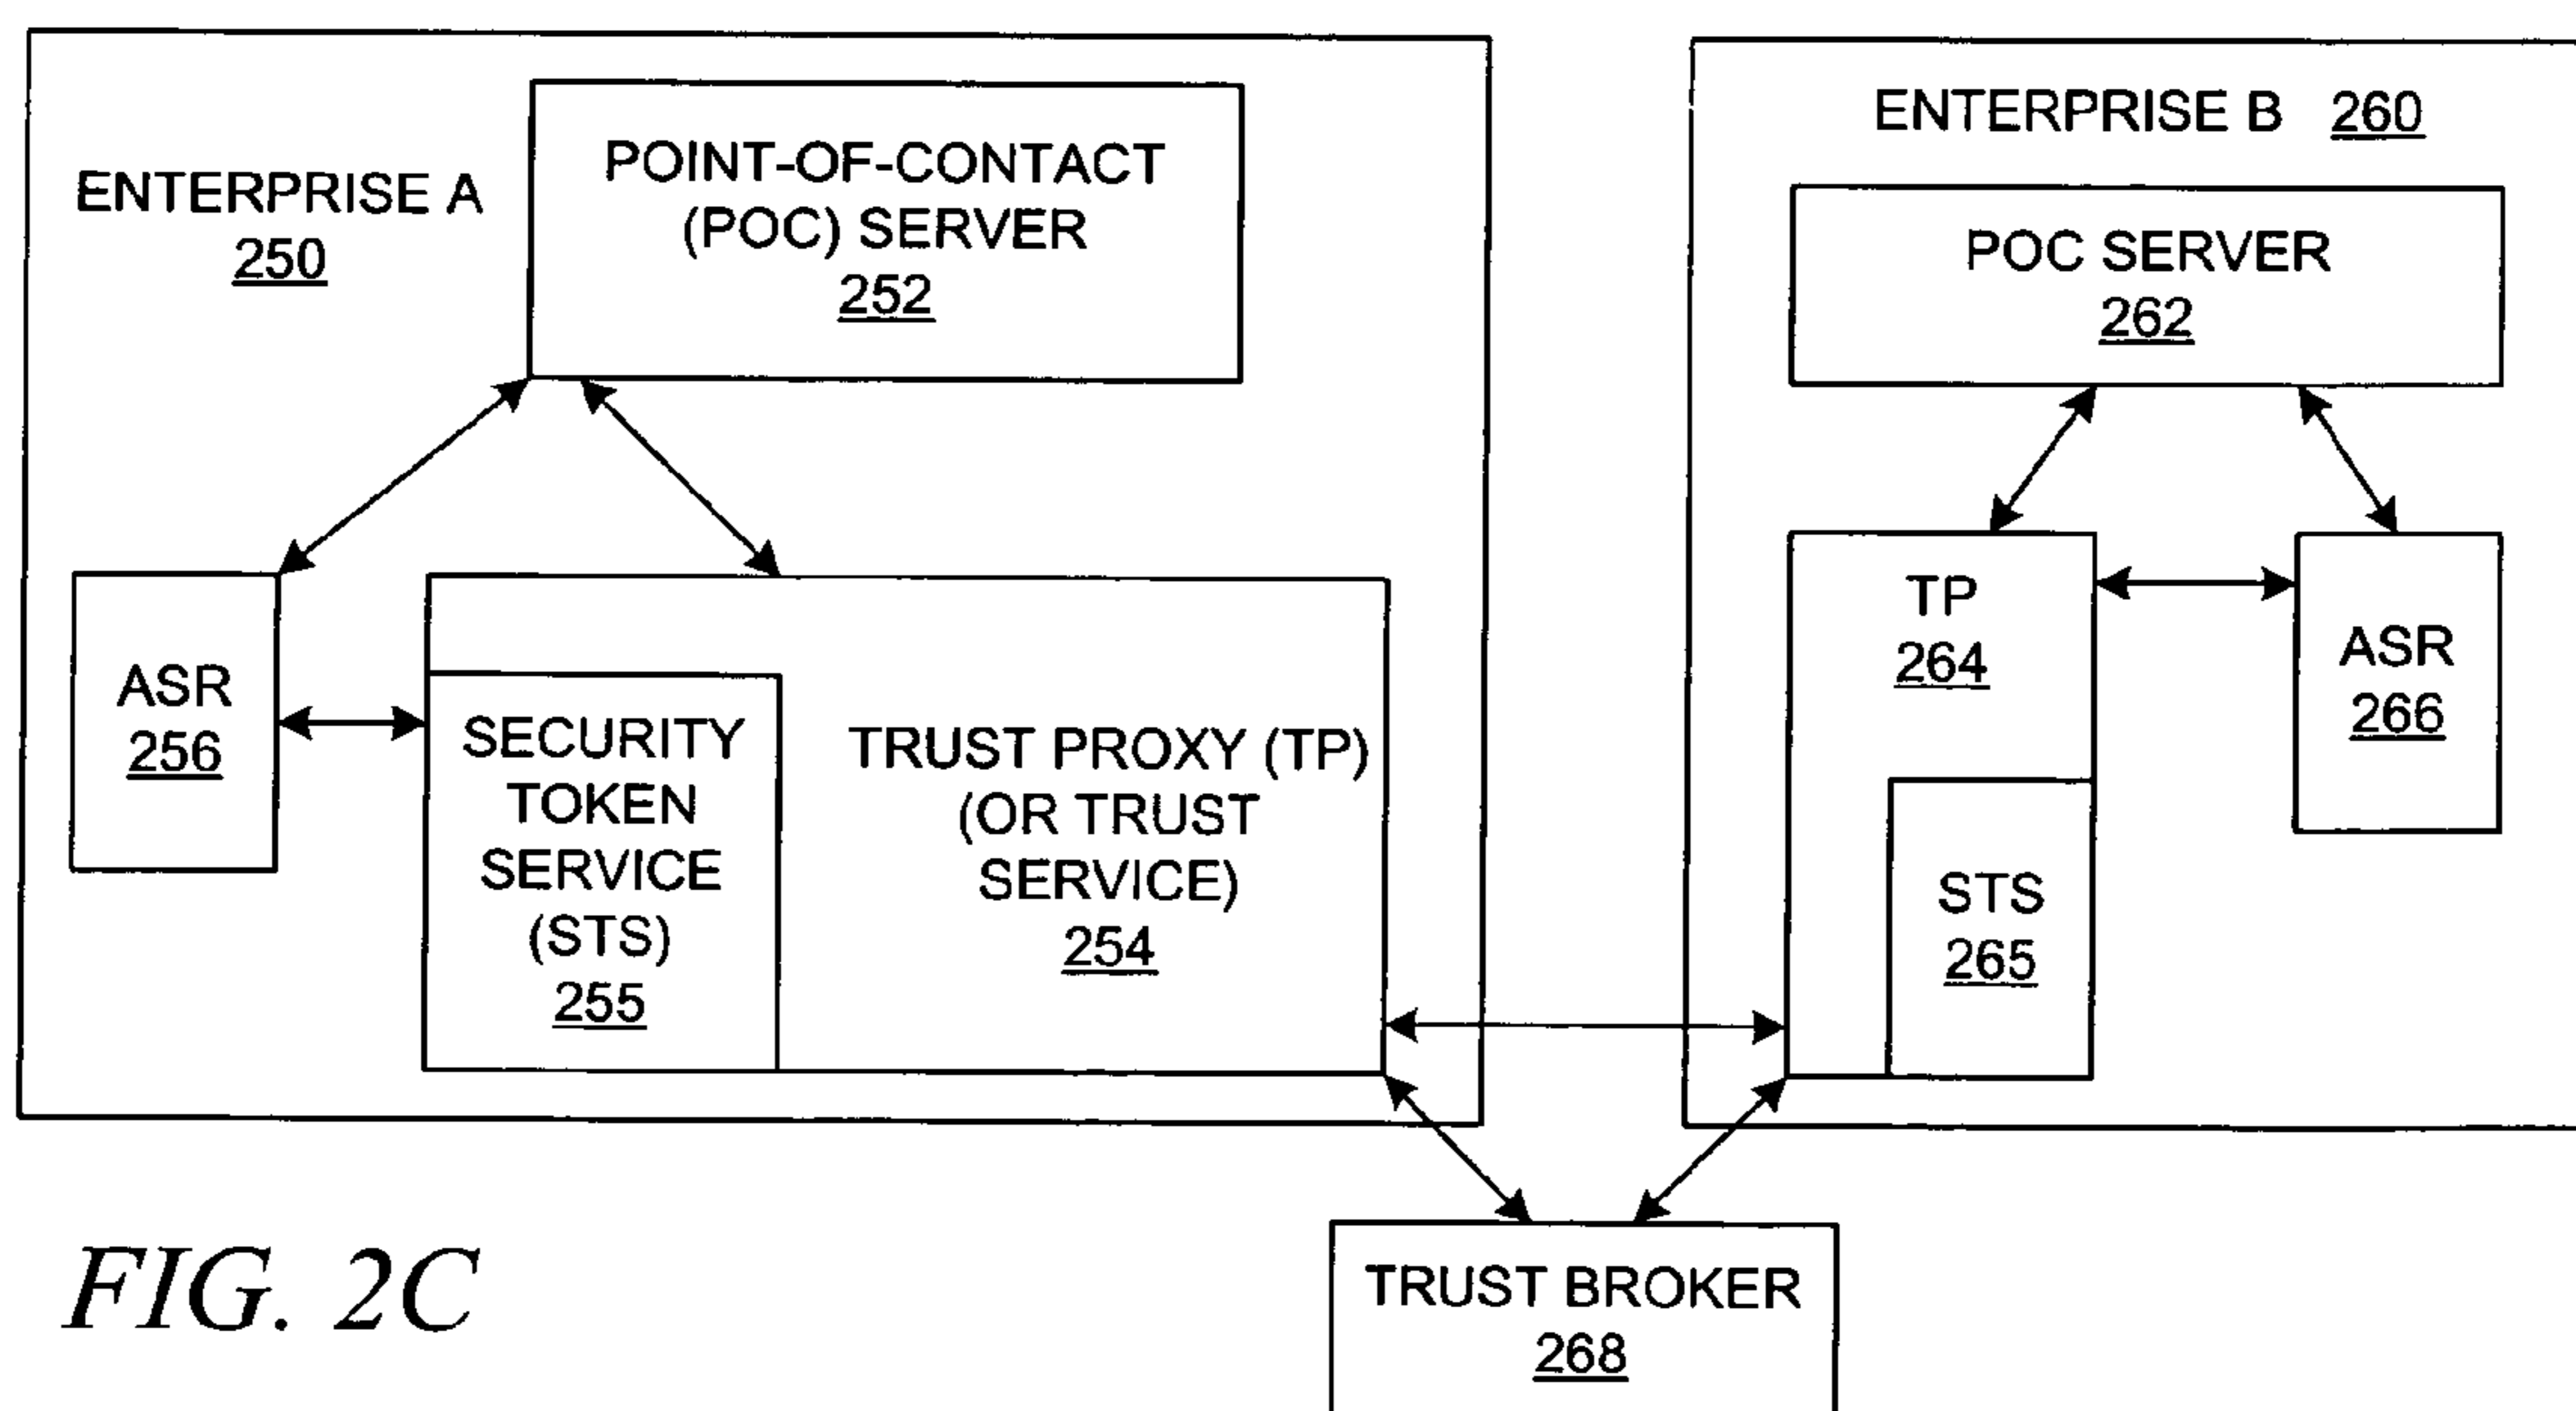 ENTERPRISE A
250
POINT-OF-CONTACT
(POC) SERVER
252
ASR
256
SECURITY
TOKEN
SERVICE
(STS)
255
TRUST PROXY (TP)
(OR TRUST
SERVICE)
254
ENTERPRISE B 260
POC SERVER
262
TP
264
ASR
266
STS
265
TRUST BROKER
268
FIG. 2C